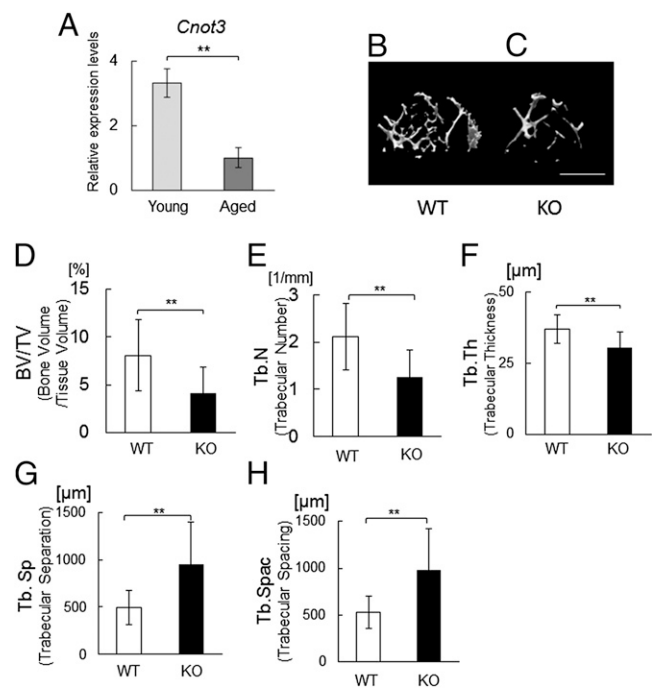 A
Cnot3
**
Relative expression levels
4
2
0
Young Aged
B C
WT KO
D
[%]
BV/TV
(Bone Volume
/Tissue Volume)
15
10
5
0
**
WT KO
E
[1/mm]
Tb.N
(Trabecular Number)
3
2
1
0
**
WT KO
F
[µm]
Tb.Th
(Trabecular Thickness)
50
25
0
**
WT KO
G
[µm]
Tb. Sp
(Trabecular Separation)
1500
1000
500
0
**
WT KO
H
[µm]
Tb.Spac
(Trabecular Spacing)
1500
1000
500
0
**
WT KO